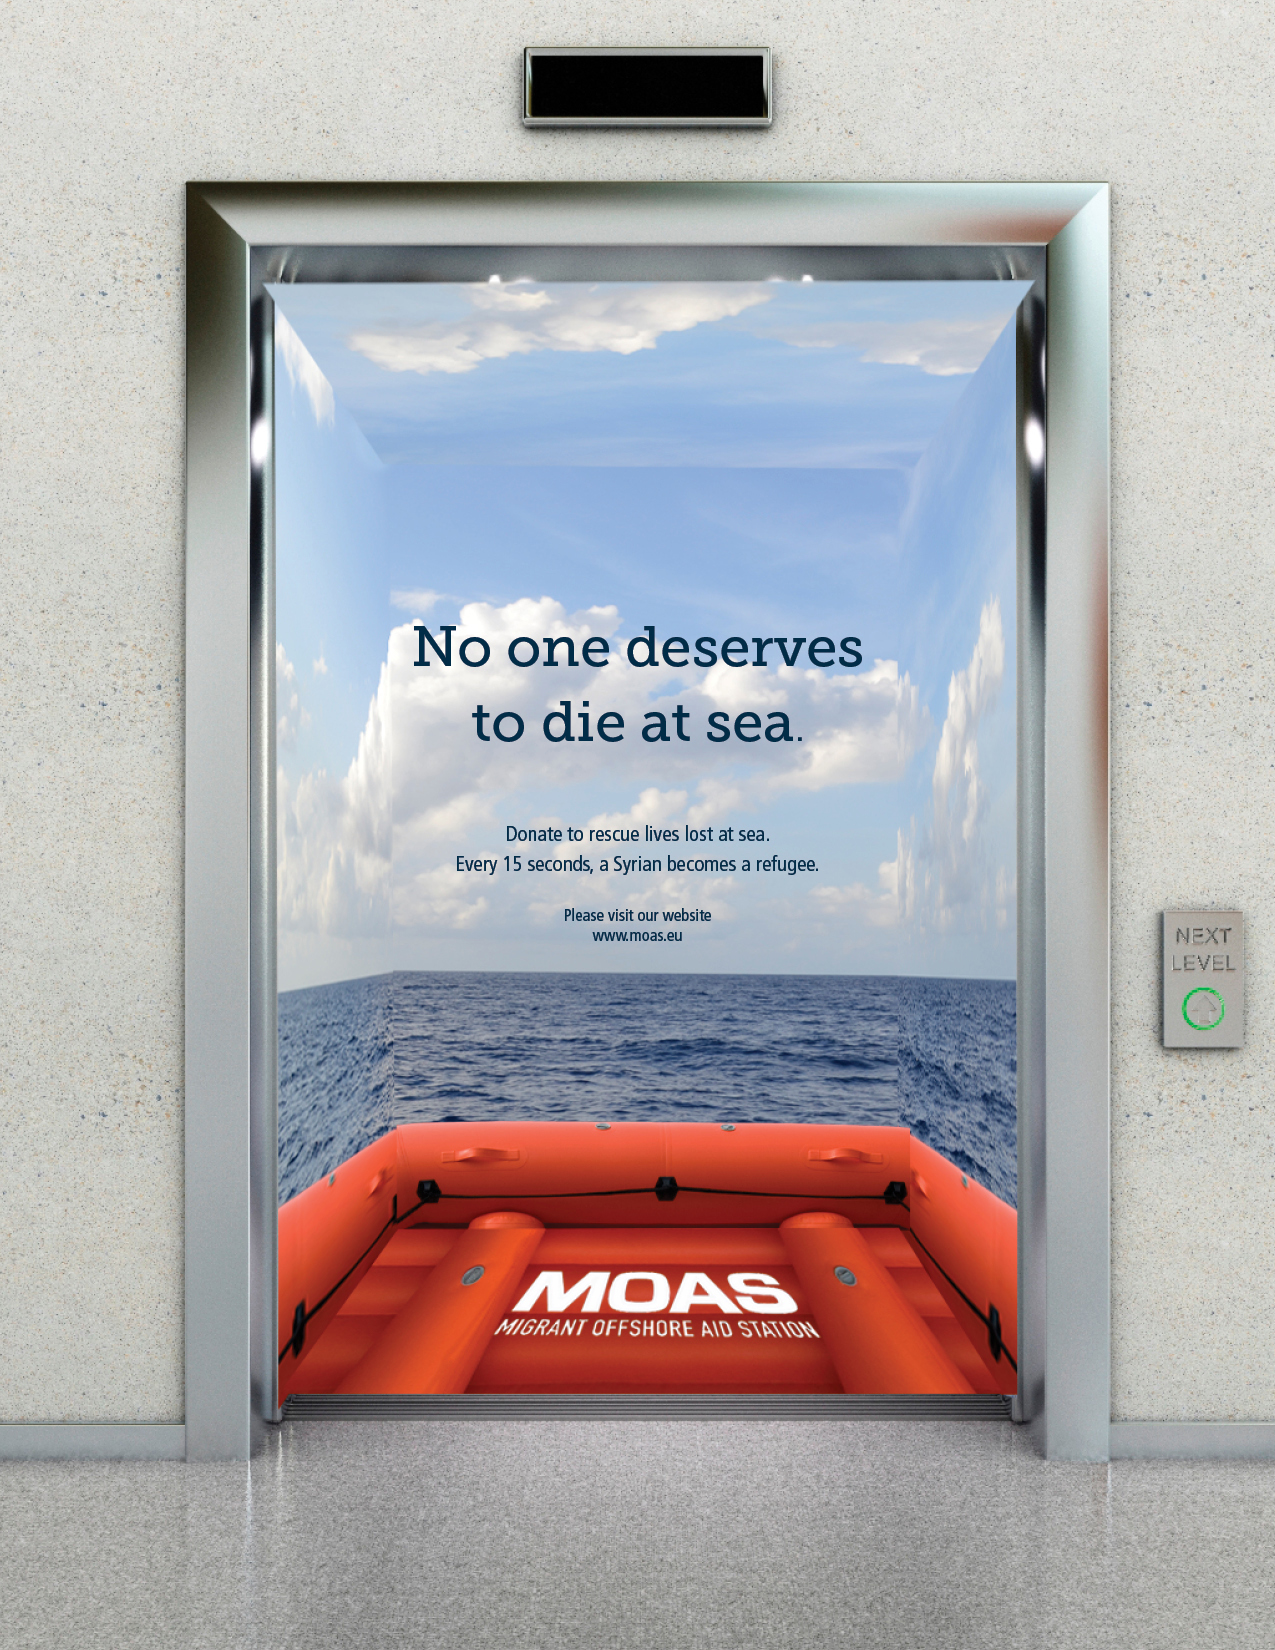 No one deserves
to die at sea.
Donate to rescue lives lost at sea.
Every 15 seconds, a Syrian becomes a refugee.
Please visit our website
www.moas.eu
NEXT
LEVEL
MOAS
MIGRANT OFFSHORE AID STATION